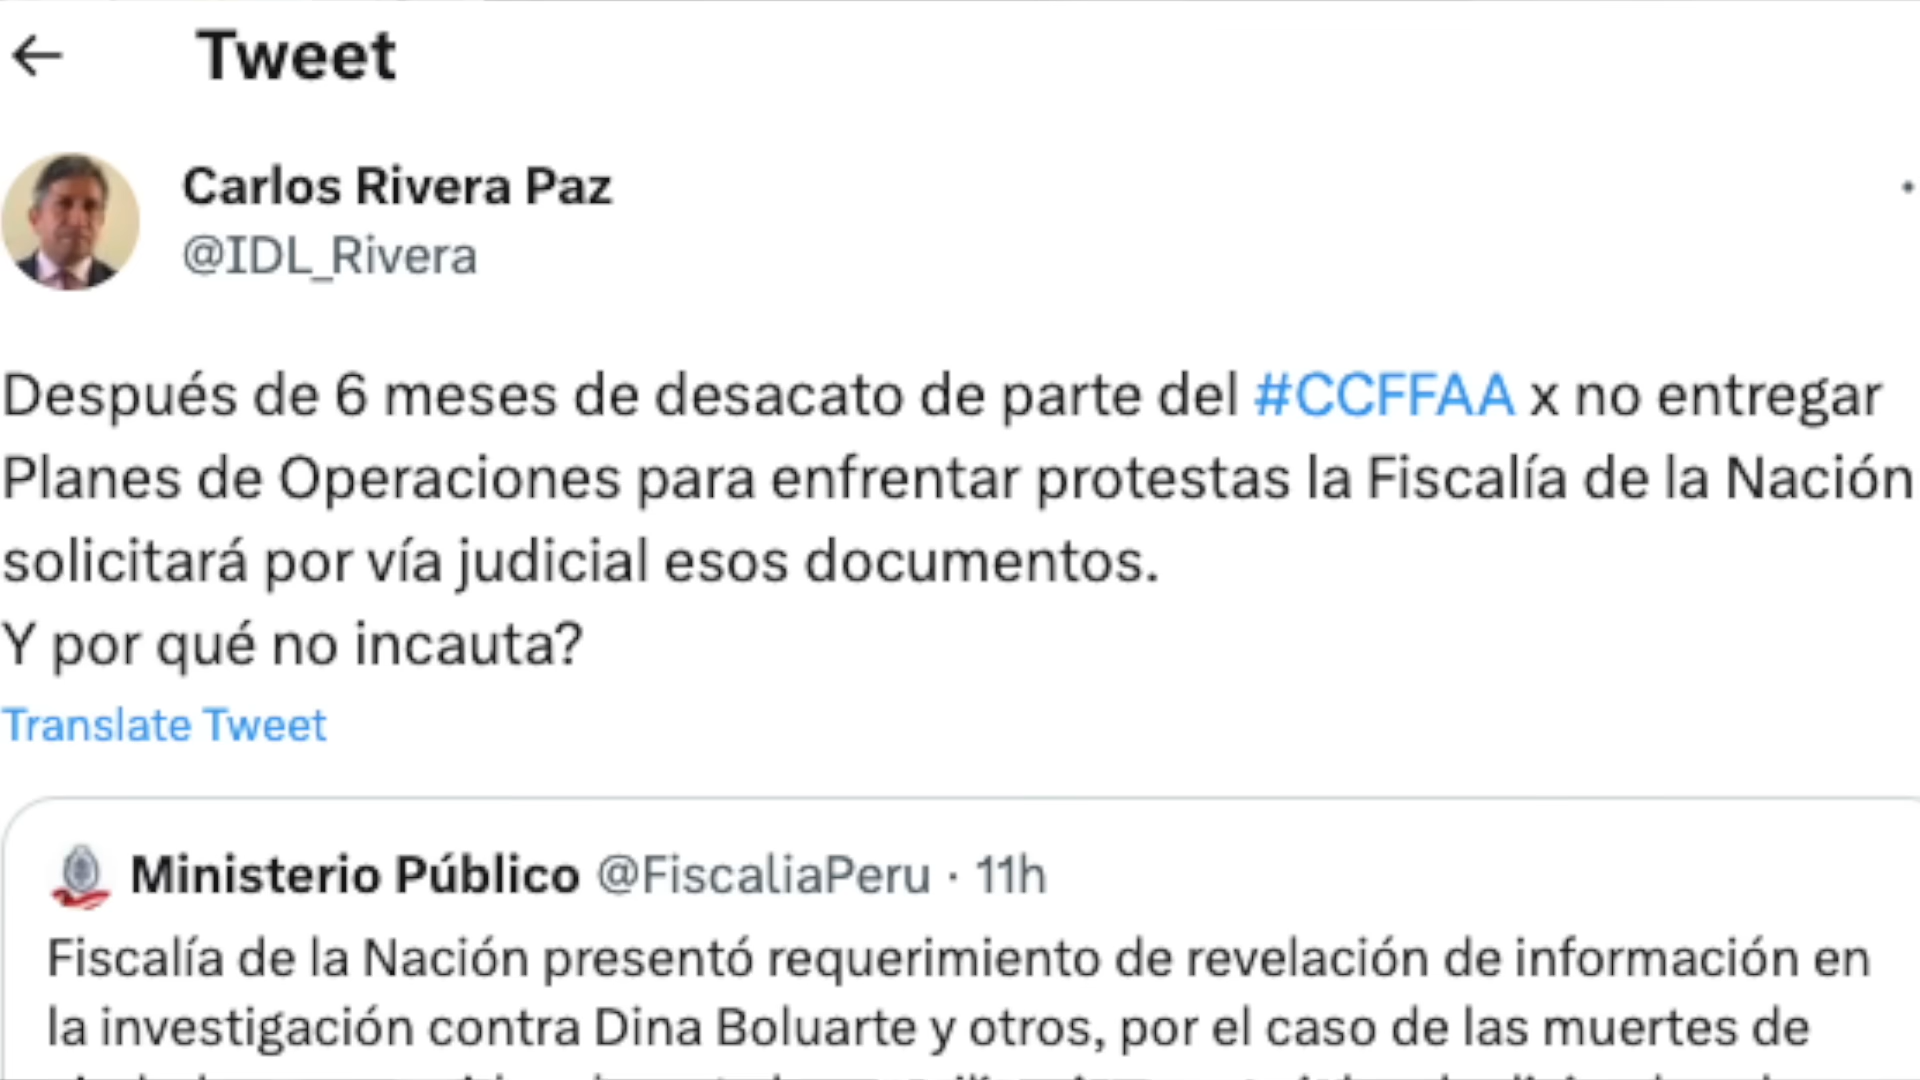 Tweet
Carlos Rivera Paz
@IDL_Rivera
Después de 6 meses de desacato de parte del #CCFFAA x no entregar
Planes de Operaciones para enfrentar protestas la Fiscalía de la Nación
solicitará por vía judicial esos documentos.
Y por qué no incauta?
Translate Tweet
Ministerio Público @FiscaliaPeru · 11h
Fiscalía de la Nación presentó requerimiento de revelación de información en
la investigación contra Dina Boluarte y otros, por el caso de las muertes de